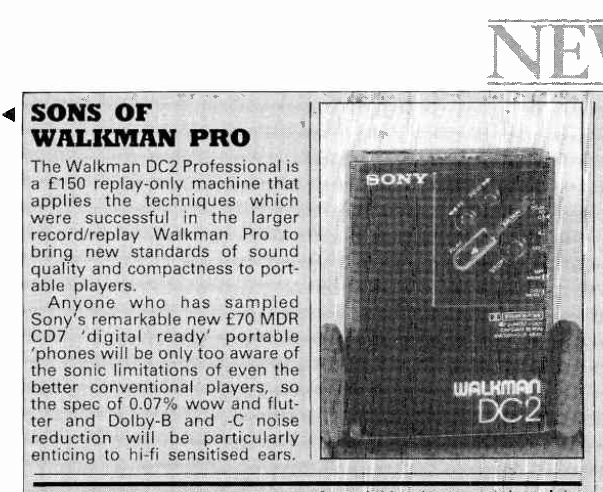 NEW
SONS OF
WALKMAN PRO
The Walkman DC2 Professional is
a £150 replay-only machine that
applies the techniques which
were successful in the larger
record/replay Walkman Pro to
bring new standards of sound
quality and compactness to port-
able players.
Anyone who has sampled
Sony's remarkable new £70 MDR
CD7 'digital ready' portable
'phones will be only too aware of
the sonic limitations of even the
better conventional players, so
the spec of 0.07% wow and flut-
ter and Dolby-B and -C noise
reduction will be particularly
enticing to hi-fi sensitised ears.
SONY
WALKMAN
DC2